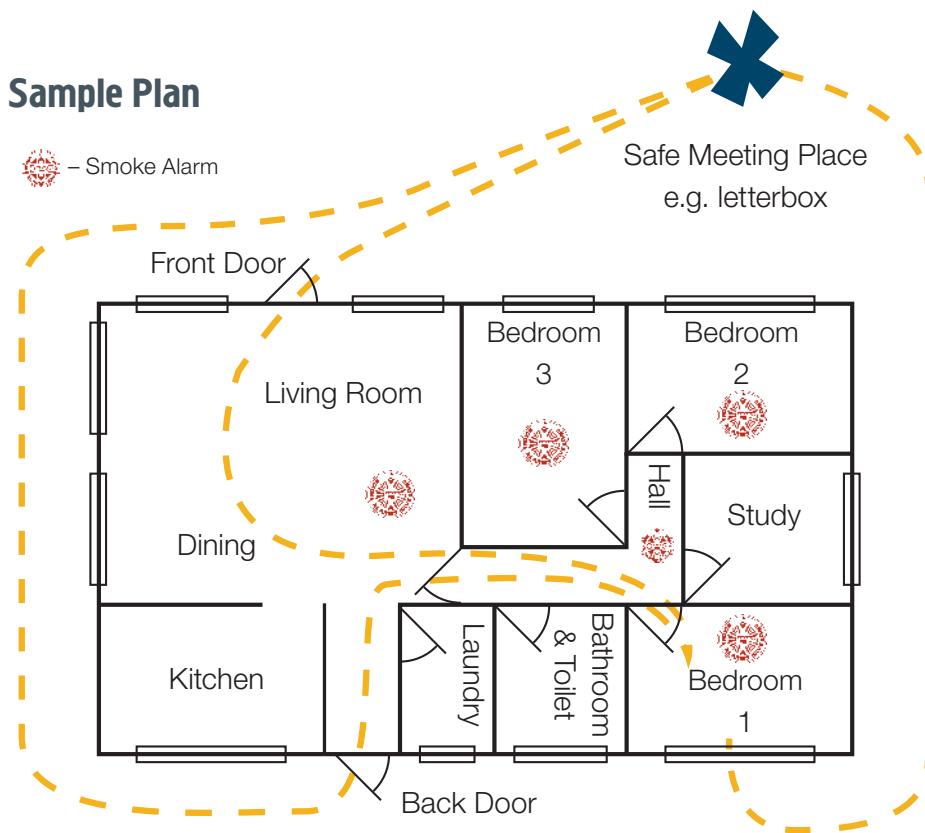 Sample Plan
– Smoke Alarm
Safe Meeting Place
e.g. letterbox
Front Door
Bedroom
3
Bedroom
2
Living Room
Hall
Study
Dining
Kitchen
Laundry
Bathroom
& Toilet
Bedroom
1
Back Door